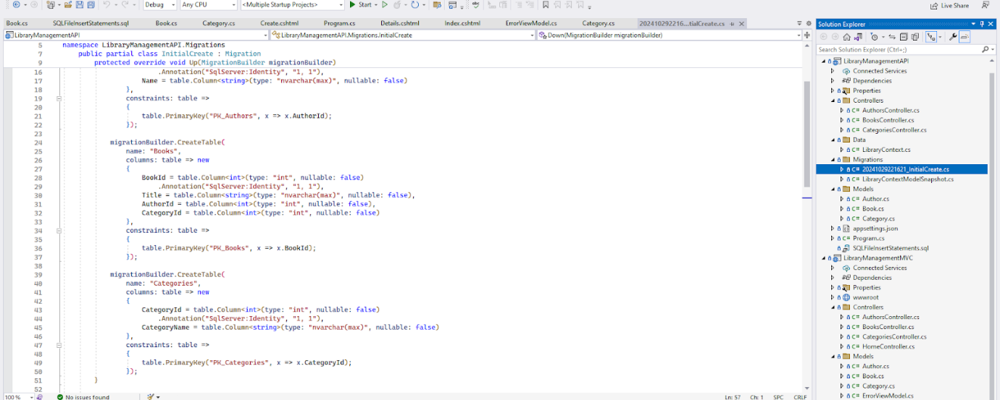 Debug Any CPU <Multiple Startup Projects> Start Live Share
Book.cs SQLFileInsertStatements.sql Book.cs Category.cs Create.cshtml Program.cs Details.cshtml Index.cshtml ErrorViewModel.cs Category.cs 202410292216...tialCreate.cs
LibraryManagementAPI LibraryManagementAPI.Migrations.InitialCreate Down(MigrationBuilder migrationBuilder)
5 namespace LibraryManagementAPI.Migrations
7 public partial class InitialCreate : Migration
9 protected override void Up(MigrationBuilder migrationBuilder)
16 .Annotation("SqlServer:Identity", "1, 1"),
17 Name = table.Column<string>(type: "nvarchar(max)", nullable: false)
18 },
19 constraints: table =>
20 {
21 table.PrimaryKey("PK_Authors", x => x.AuthorId);
22 });
23
24 migrationBuilder.CreateTable(
25 name: "Books",
26 columns: table => new
27 {
28 BookId = table.Column<int>(type: "int", nullable: false)
29 .Annotation("SqlServer:Identity", "1, 1"),
30 Title = table.Column<string>(type: "nvarchar(max)", nullable: false),
31 AuthorId = table.Column<int>(type: "int", nullable: false),
32 CategoryId = table.Column<int>(type: "int", nullable: false)
33 },
34 constraints: table =>
35 {
36 table.PrimaryKey("PK_Books", x => x.BookId);
37 });
38
39 migrationBuilder.CreateTable(
40 name: "Categories",
41 columns: table => new
42 {
43 CategoryId = table.Column<int>(type: "int", nullable: false)
44 .Annotation("SqlServer:Identity", "1, 1"),
45 CategoryName = table.Column<string>(type: "nvarchar(max)", nullable: false)
46 },
47 constraints: table =>
48 {
49 table.PrimaryKey("PK_Categories", x => x.CategoryId);
50 });
51 }
52
100 % No issues found Ln: 57 Ch: 1 SPC CRLF
Solution Explorer
Search Solution Explorer (Ctrl+;)
LibraryManagementAPI
Connected Services
Dependencies
Properties
Controllers
C# AuthorsController.cs
C# BooksController.cs
C# CategoriesController.cs
Data
C# LibraryContext.cs
Migrations
C# 20241029221621_InitialCreate.cs
C# LibraryContextModelSnapshot.cs
Models
C# Author.cs
C# Book.cs
C# Category.cs
appsettings.json
C# Program.cs
SQLFileInsertStatements.sql
LibraryManagementMVC
Connected Services
Dependencies
Properties
wwwroot
Controllers
C# AuthorsController.cs
C# BooksController.cs
C# CategoriesController.cs
C# HomeController.cs
Models
C# Author.cs
C# Book.cs
C# Category.cs
C# ErrorViewModel.cs